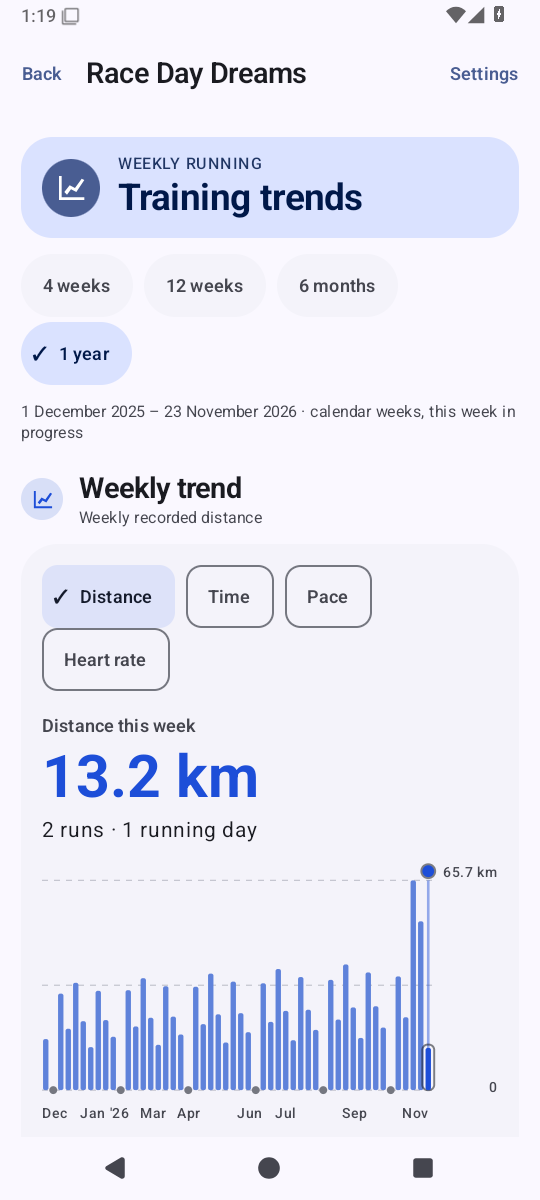 1:19
Back Race Day Dreams Settings
WEEKLY RUNNING
Training trends
4 weeks 12 weeks 6 months
✓ 1 year
1 December 2025 – 23 November 2026 · calendar weeks, this week in
progress
Weekly trend
Weekly recorded distance
✓ Distance Time Pace
Heart rate
Distance this week
13.2 km
2 runs · 1 running day
65.7 km
0
Dec Jan '26 Mar Apr Jun Jul Sep Nov